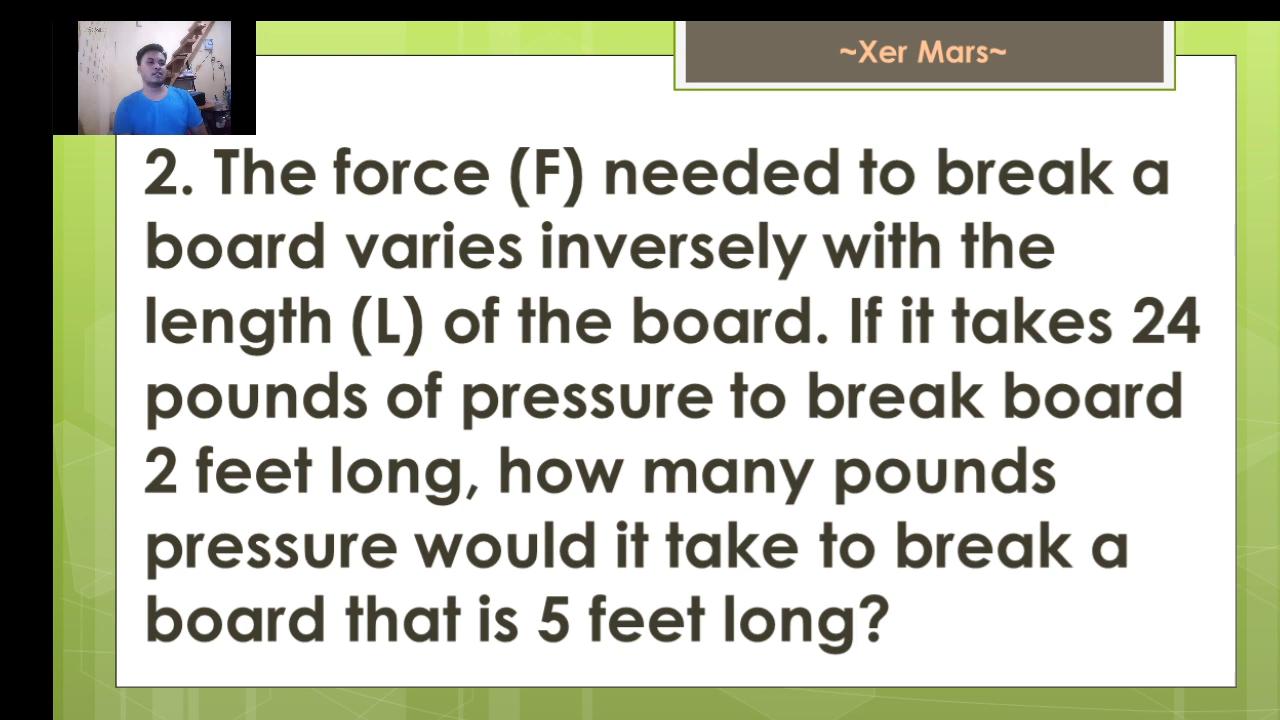 ~Xer Mars~
2. The force (F) needed to break a
board varies inversely with the
length (L) of the board. If it takes 24
pounds of pressure to break board
2 feet long, how many pounds
pressure would it take to break a
board that is 5 feet long?